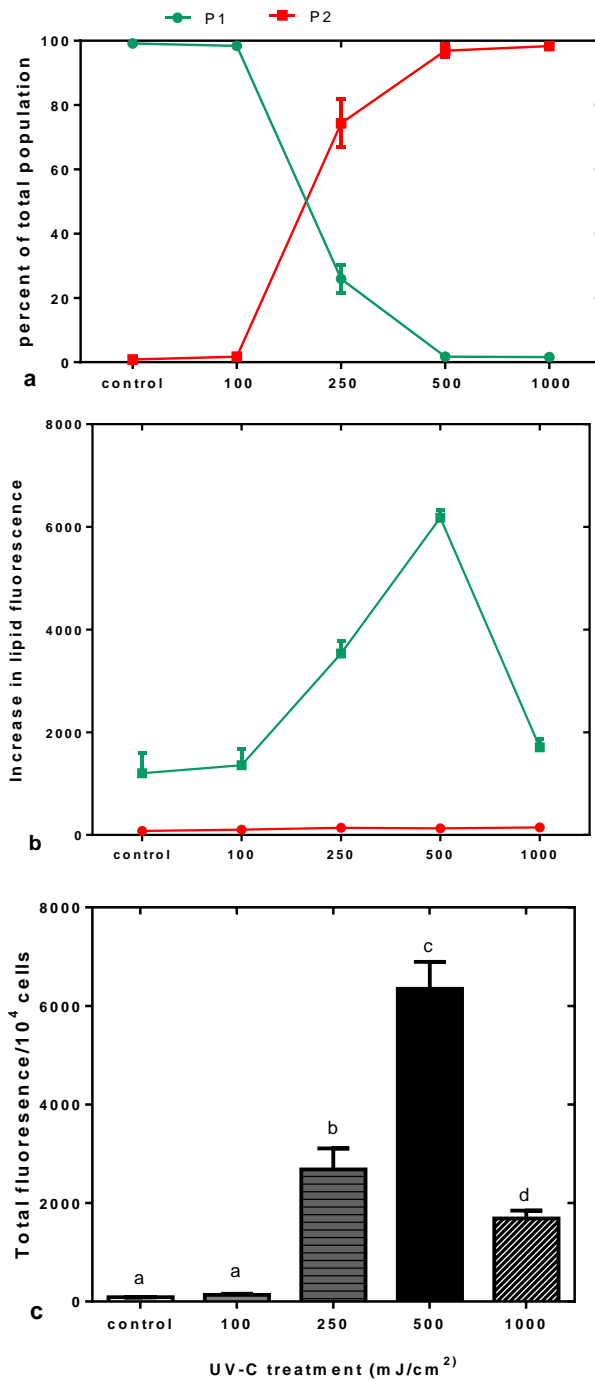 P1 P2
percent of total population
100
80
60
40
20
0
a
control 100 250 500 1000
Increase in lipid fluorescence
8000
6000
4000
2000
0
b
control 100 250 500 1000
Total fluoresence/10⁴ cells
8000
6000
4000
2000
0
a a b c d
c
control 100 250 500 1000
UV-C treatment (mJ/cm²)